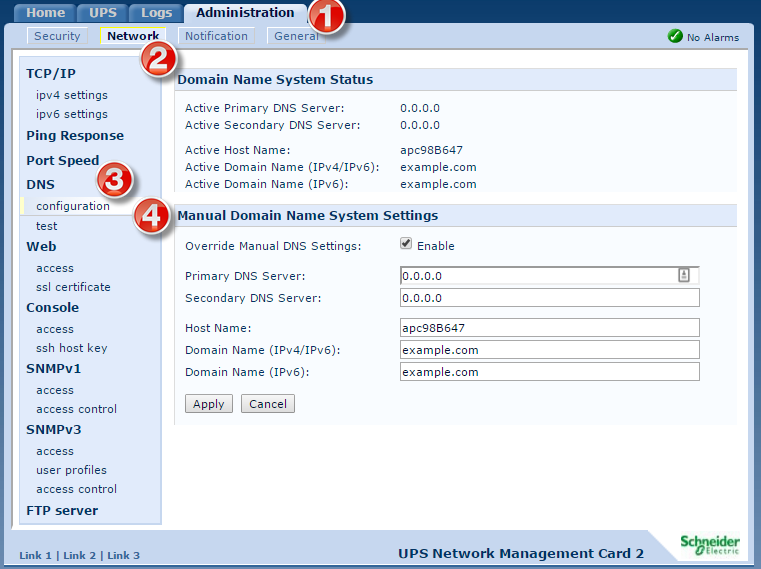 Home UPS Logs Administration 1
Security Network Notification General No Alarms
2
TCP/IP
ipv4 settings
ipv6 settings
Ping Response
Port Speed
DNS
3
configuration
4
test
Web
access
ssl certificate
Console
access
ssh host key
SNMPv1
access
access control
SNMPv3
access
user profiles
access control
FTP server
Domain Name System Status
Active Primary DNS Server: 0.0.0.0
Active Secondary DNS Server: 0.0.0.0
Active Host Name: apc98B647
Active Domain Name (IPv4/IPv6): example.com
Active Domain Name (IPv6): example.com
Manual Domain Name System Settings
Override Manual DNS Settings: Enable
Primary DNS Server: 0.0.0.0
Secondary DNS Server: 0.0.0.0
Host Name: apc98B647
Domain Name (IPv4/IPv6): example.com
Domain Name (IPv6): example.com
Apply Cancel
Link 1 | Link 2 | Link 3
UPS Network Management Card 2
Schneider
Electric